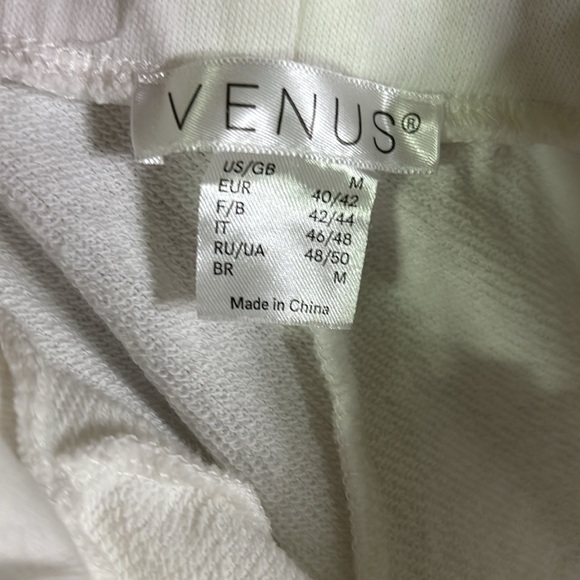 VENUS®
US/GB M
EUR 40/42
F/B 42/44
IT 46/48
RU/UA 48/50
BR M
Made in China